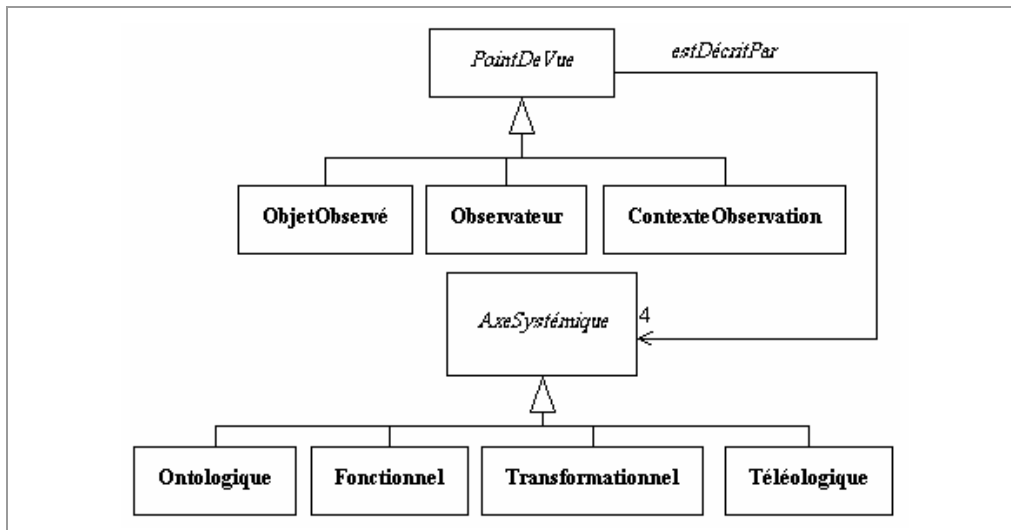 PointDeVue
estDécritPar
ObjetObservé
Observateur
ContexteObservation
AxeSystémique
4
Ontologique
Fonctionnel
Transformationnel
Téléologique